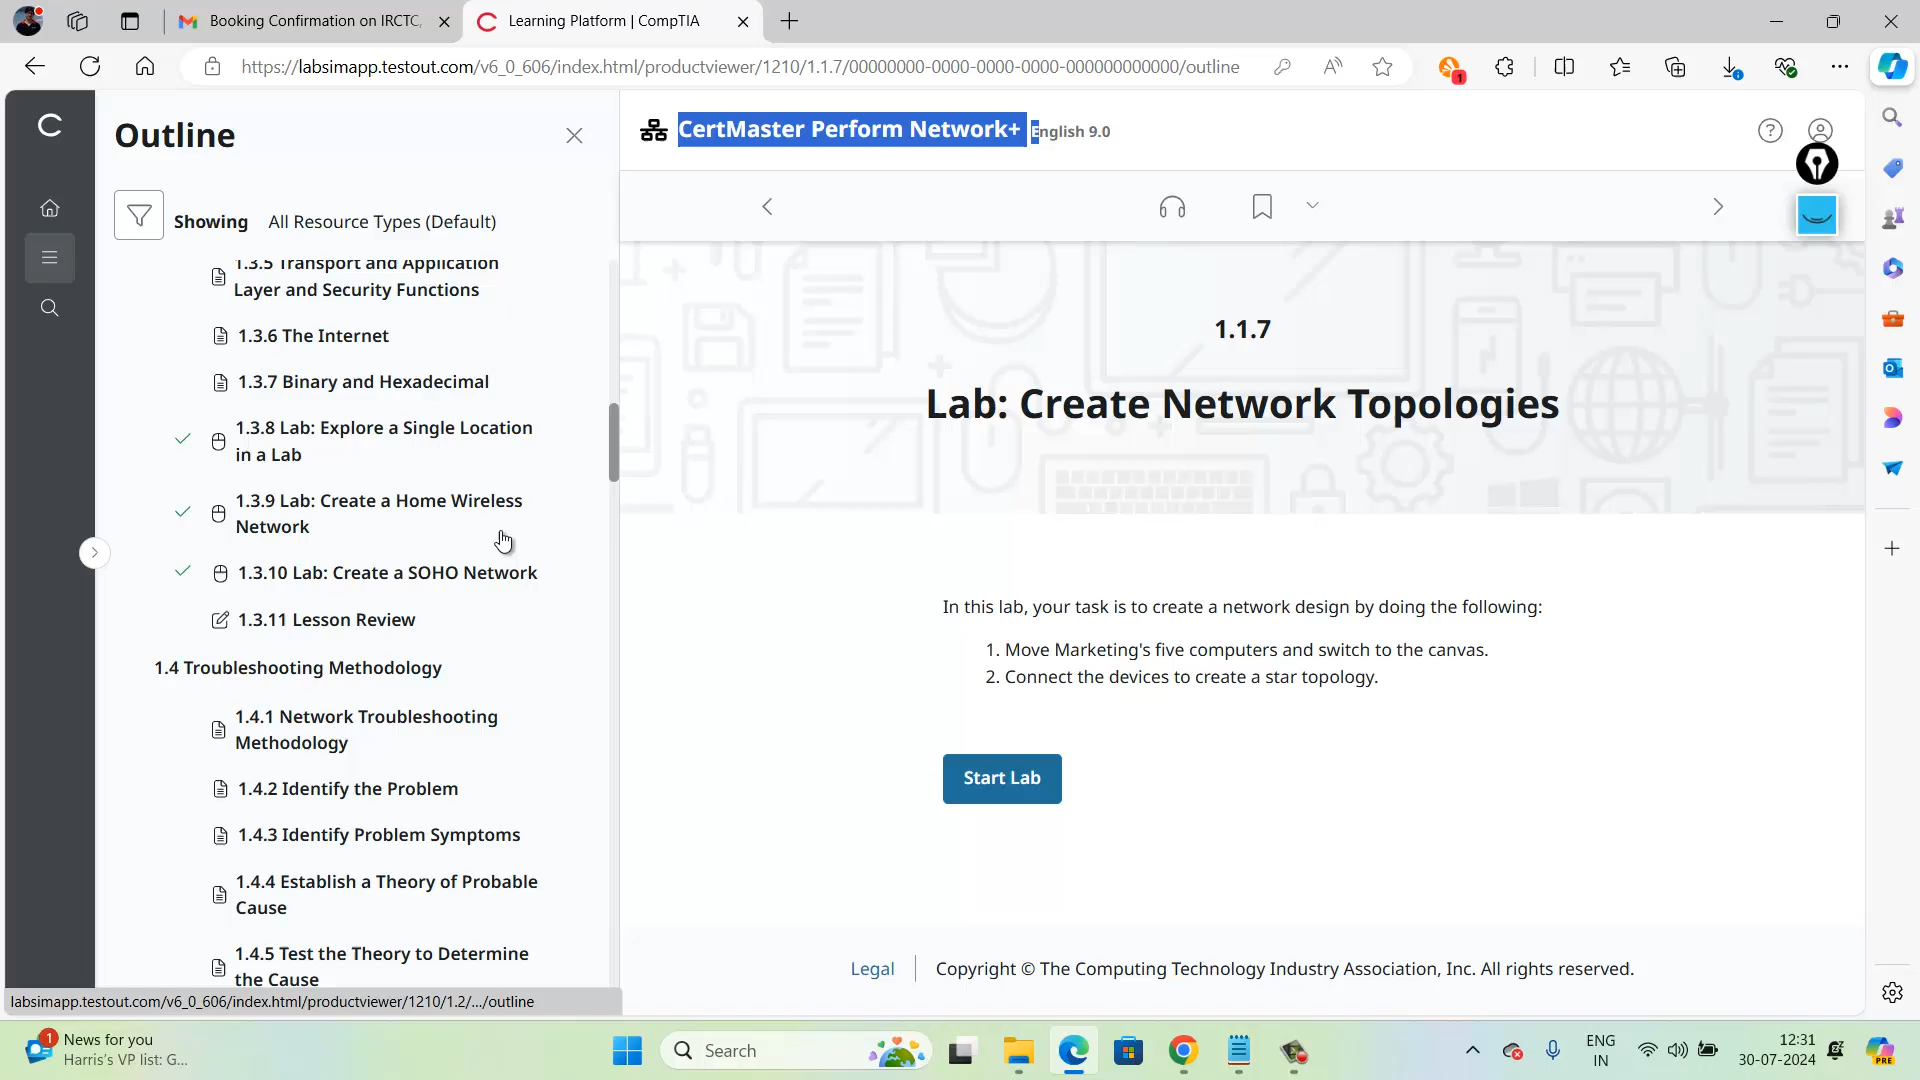 Booking Confirmation on IRCTC,
Learning Platform | CompTIA
https://labsimapp.testout.com/v6_0_606/index.html/productviewer/1210/1.1.7/00000000-0000-0000-0000-000000000000/outline
1
Outline
CertMaster Perform Network+ English 9.0
Showing All Resource Types (Default)
1.3.5 Transport and Application
Layer and Security Functions
1.3.6 The Internet
1.3.7 Binary and Hexadecimal
1.3.8 Lab: Explore a Single Location
in a Lab
1.3.9 Lab: Create a Home Wireless
Network
1.3.10 Lab: Create a SOHO Network
1.3.11 Lesson Review
1.4 Troubleshooting Methodology
1.4.1 Network Troubleshooting
Methodology
1.4.2 Identify the Problem
1.4.3 Identify Problem Symptoms
1.4.4 Establish a Theory of Probable
Cause
1.4.5 Test the Theory to Determine
the Cause
labsimapp.testout.com/v6_0_606/index.html/productviewer/1210/1.2/.../outline
1.1.7
Lab: Create Network Topologies
In this lab, your task is to create a network design by doing the following:
1. Move Marketing's five computers and switch to the canvas.
2. Connect the devices to create a star topology.
Start Lab
Legal
Copyright © The Computing Technology Industry Association, Inc. All rights reserved.
1
News for you
Harris's VP list: G...
Search
ENG
IN
12:31
30-07-2024
PRE